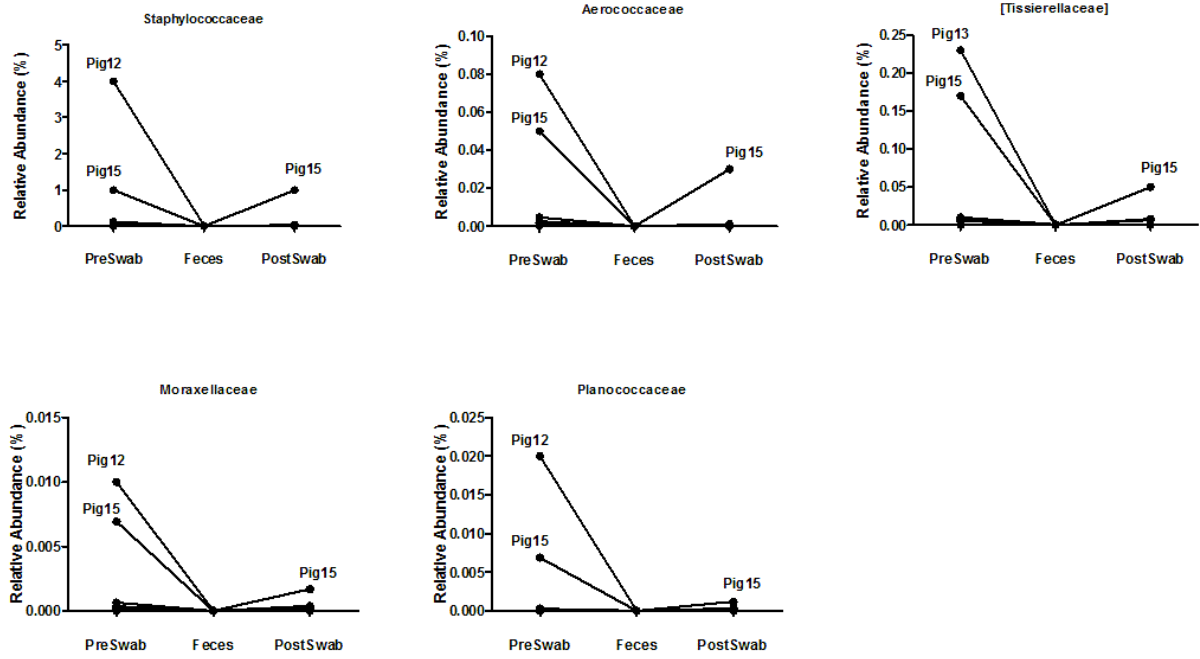 Staphylococcaceae
Relative Abundance (%)
5
4
3
2
1
0
Pig12
Pig15
Pig15
PreSwab Feces PostSwab
Aerococcaceae
Relative Abundance (%)
0.10
0.08
0.06
0.04
0.02
0.00
Pig12
Pig15
Pig15
PreSwab Feces PostSwab
[Tissierellaceae]
Relative Abundance (%)
0.25
0.20
0.15
0.10
0.05
0.00
Pig13
Pig15
Pig15
PreSwab Feces PostSwab
Moraxellaceae
Relative Abundance (%)
0.015
0.010
0.005
0.000
Pig12
Pig15
Pig15
PreSwab Feces PostSwab
Planococcaceae
Relative Abundance (%)
0.025
0.020
0.015
0.010
0.005
0.000
Pig12
Pig15
Pig15
PreSwab Feces PostSwab